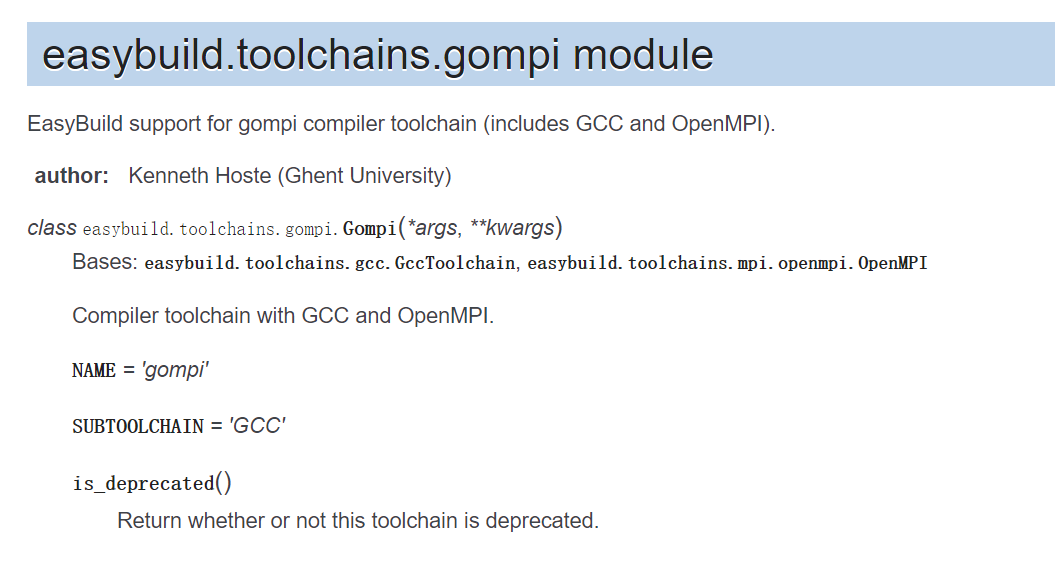 easybuild.toolchains.gompi module
EasyBuild support for gompi compiler toolchain (includes GCC and OpenMPI).
author: Kenneth Hoste (Ghent University)
class easybuild.toolchains.gompi.Gompi(*args, **kwargs)
Bases: easybuild.toolchains.gcc.GccToolchain, easybuild.toolchains.mpi.openmpi.OpenMPI
Compiler toolchain with GCC and OpenMPI.
NAME = 'gompi'
SUBTOOLCHAIN = 'GCC'
is_deprecated()
Return whether or not this toolchain is deprecated.